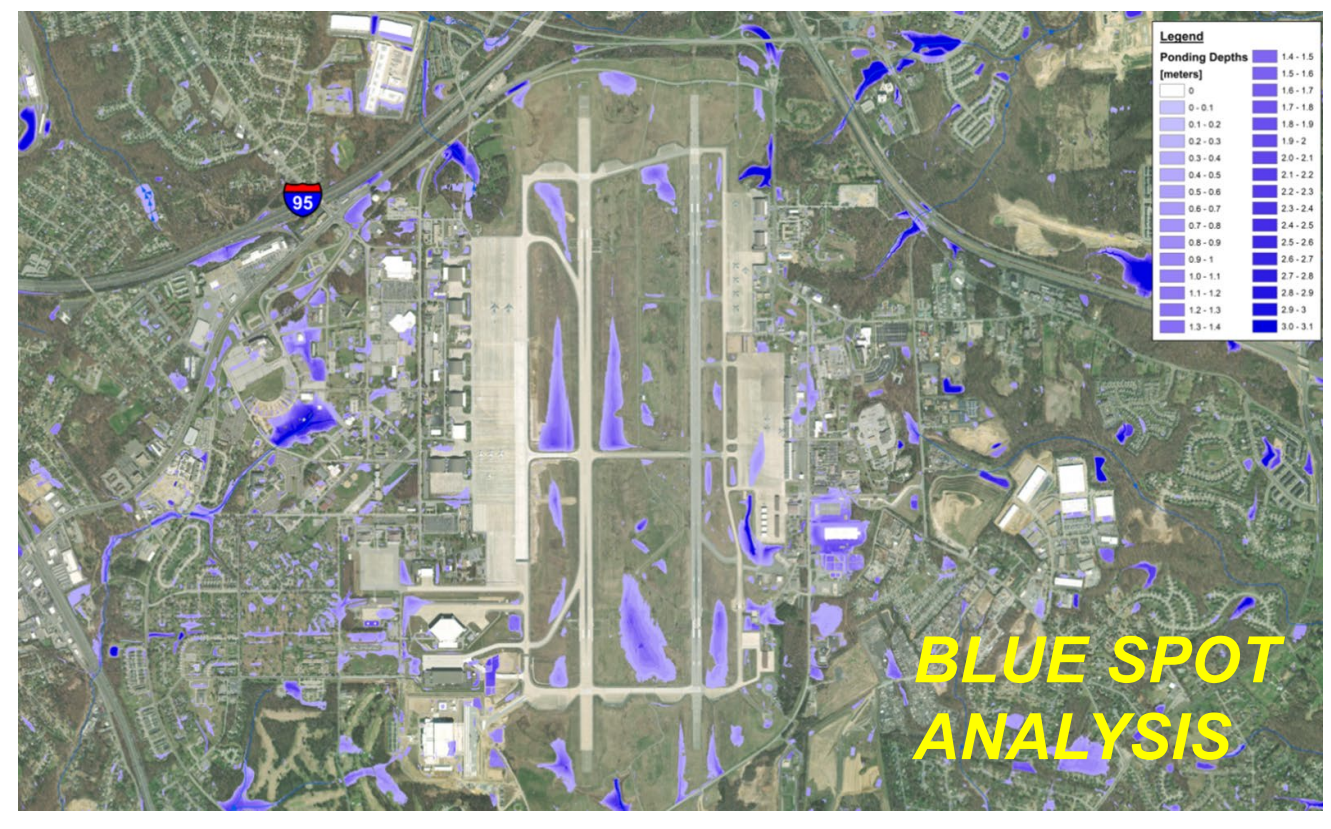 Legend
Ponding Depths
[meters]
0
0 - 0.1
0.1 - 0.2
0.2 - 0.3
0.3 - 0.4
0.4 - 0.5
0.5 - 0.6
0.6 - 0.7
0.7 - 0.8
0.8 - 0.9
0.9 - 1
1.0 - 1.1
1.1 - 1.2
1.2 - 1.3
1.3 - 1.4
1.4 - 1.5
1.5 - 1.6
1.6 - 1.7
1.7 - 1.8
1.8 - 1.9
1.9 - 2
2.0 - 2.1
2.1 - 2.2
2.2 - 2.3
2.3 - 2.4
2.4 - 2.5
2.5 - 2.6
2.6 - 2.7
2.7 - 2.8
2.8 - 2.9
2.9 - 3
3.0 - 3.1
95
BLUE SPOT
ANALYSIS